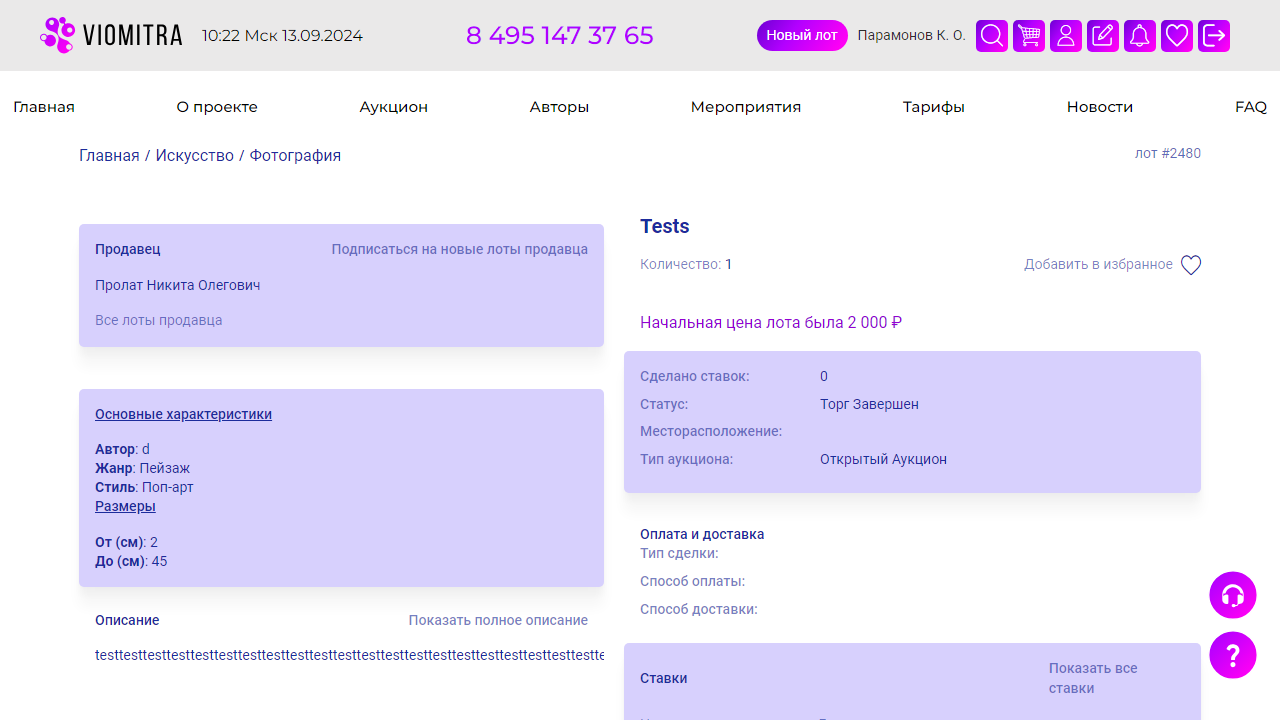 VIOMITRA
10:22 Мск 13.09.2024
8 495 147 37 65
Новый лот
Парамонов К. О.
Главная
О проекте
Аукцион
Авторы
Мероприятия
Тарифы
Новости
FAQ
Главная / Искусство / Фотография
лот #2480
Продавец
Подписаться на новые лоты продавца
Пролат Никита Олегович
Все лоты продавца
Основные характеристики
Автор: d
Жанр: Пейзаж
Стиль: Поп-арт
Размеры
От (см): 2
До (см): 45
Описание
Показать полное описание
testtesttesttesttesttesttesttesttesttesttesttesttesttesttesttesttesttesttesttesttestte
Tests
Количество: 1
Добавить в избранное
Начальная цена лота была 2 000 ₽
Сделано ставок: 0
Статус: Торг Завершен
Месторасположение:
Тип аукциона: Открытый Аукцион
Оплата и доставка
Тип сделки:
Способ оплаты:
Способ доставки:
Ставки
Показать все
ставки
?